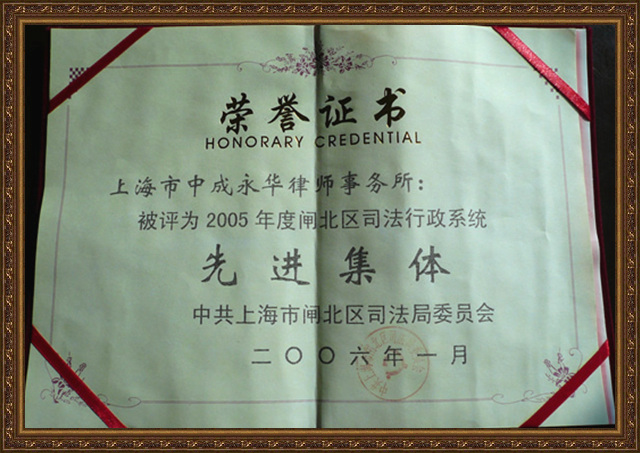 荣誉证书
HONORARY CREDENTIAL
上海市中成永华律师事务所：
被评为 2005 年度闸北区司法行政系统
先进集体
中共上海市闸北区司法局委员会
二〇〇六年一月